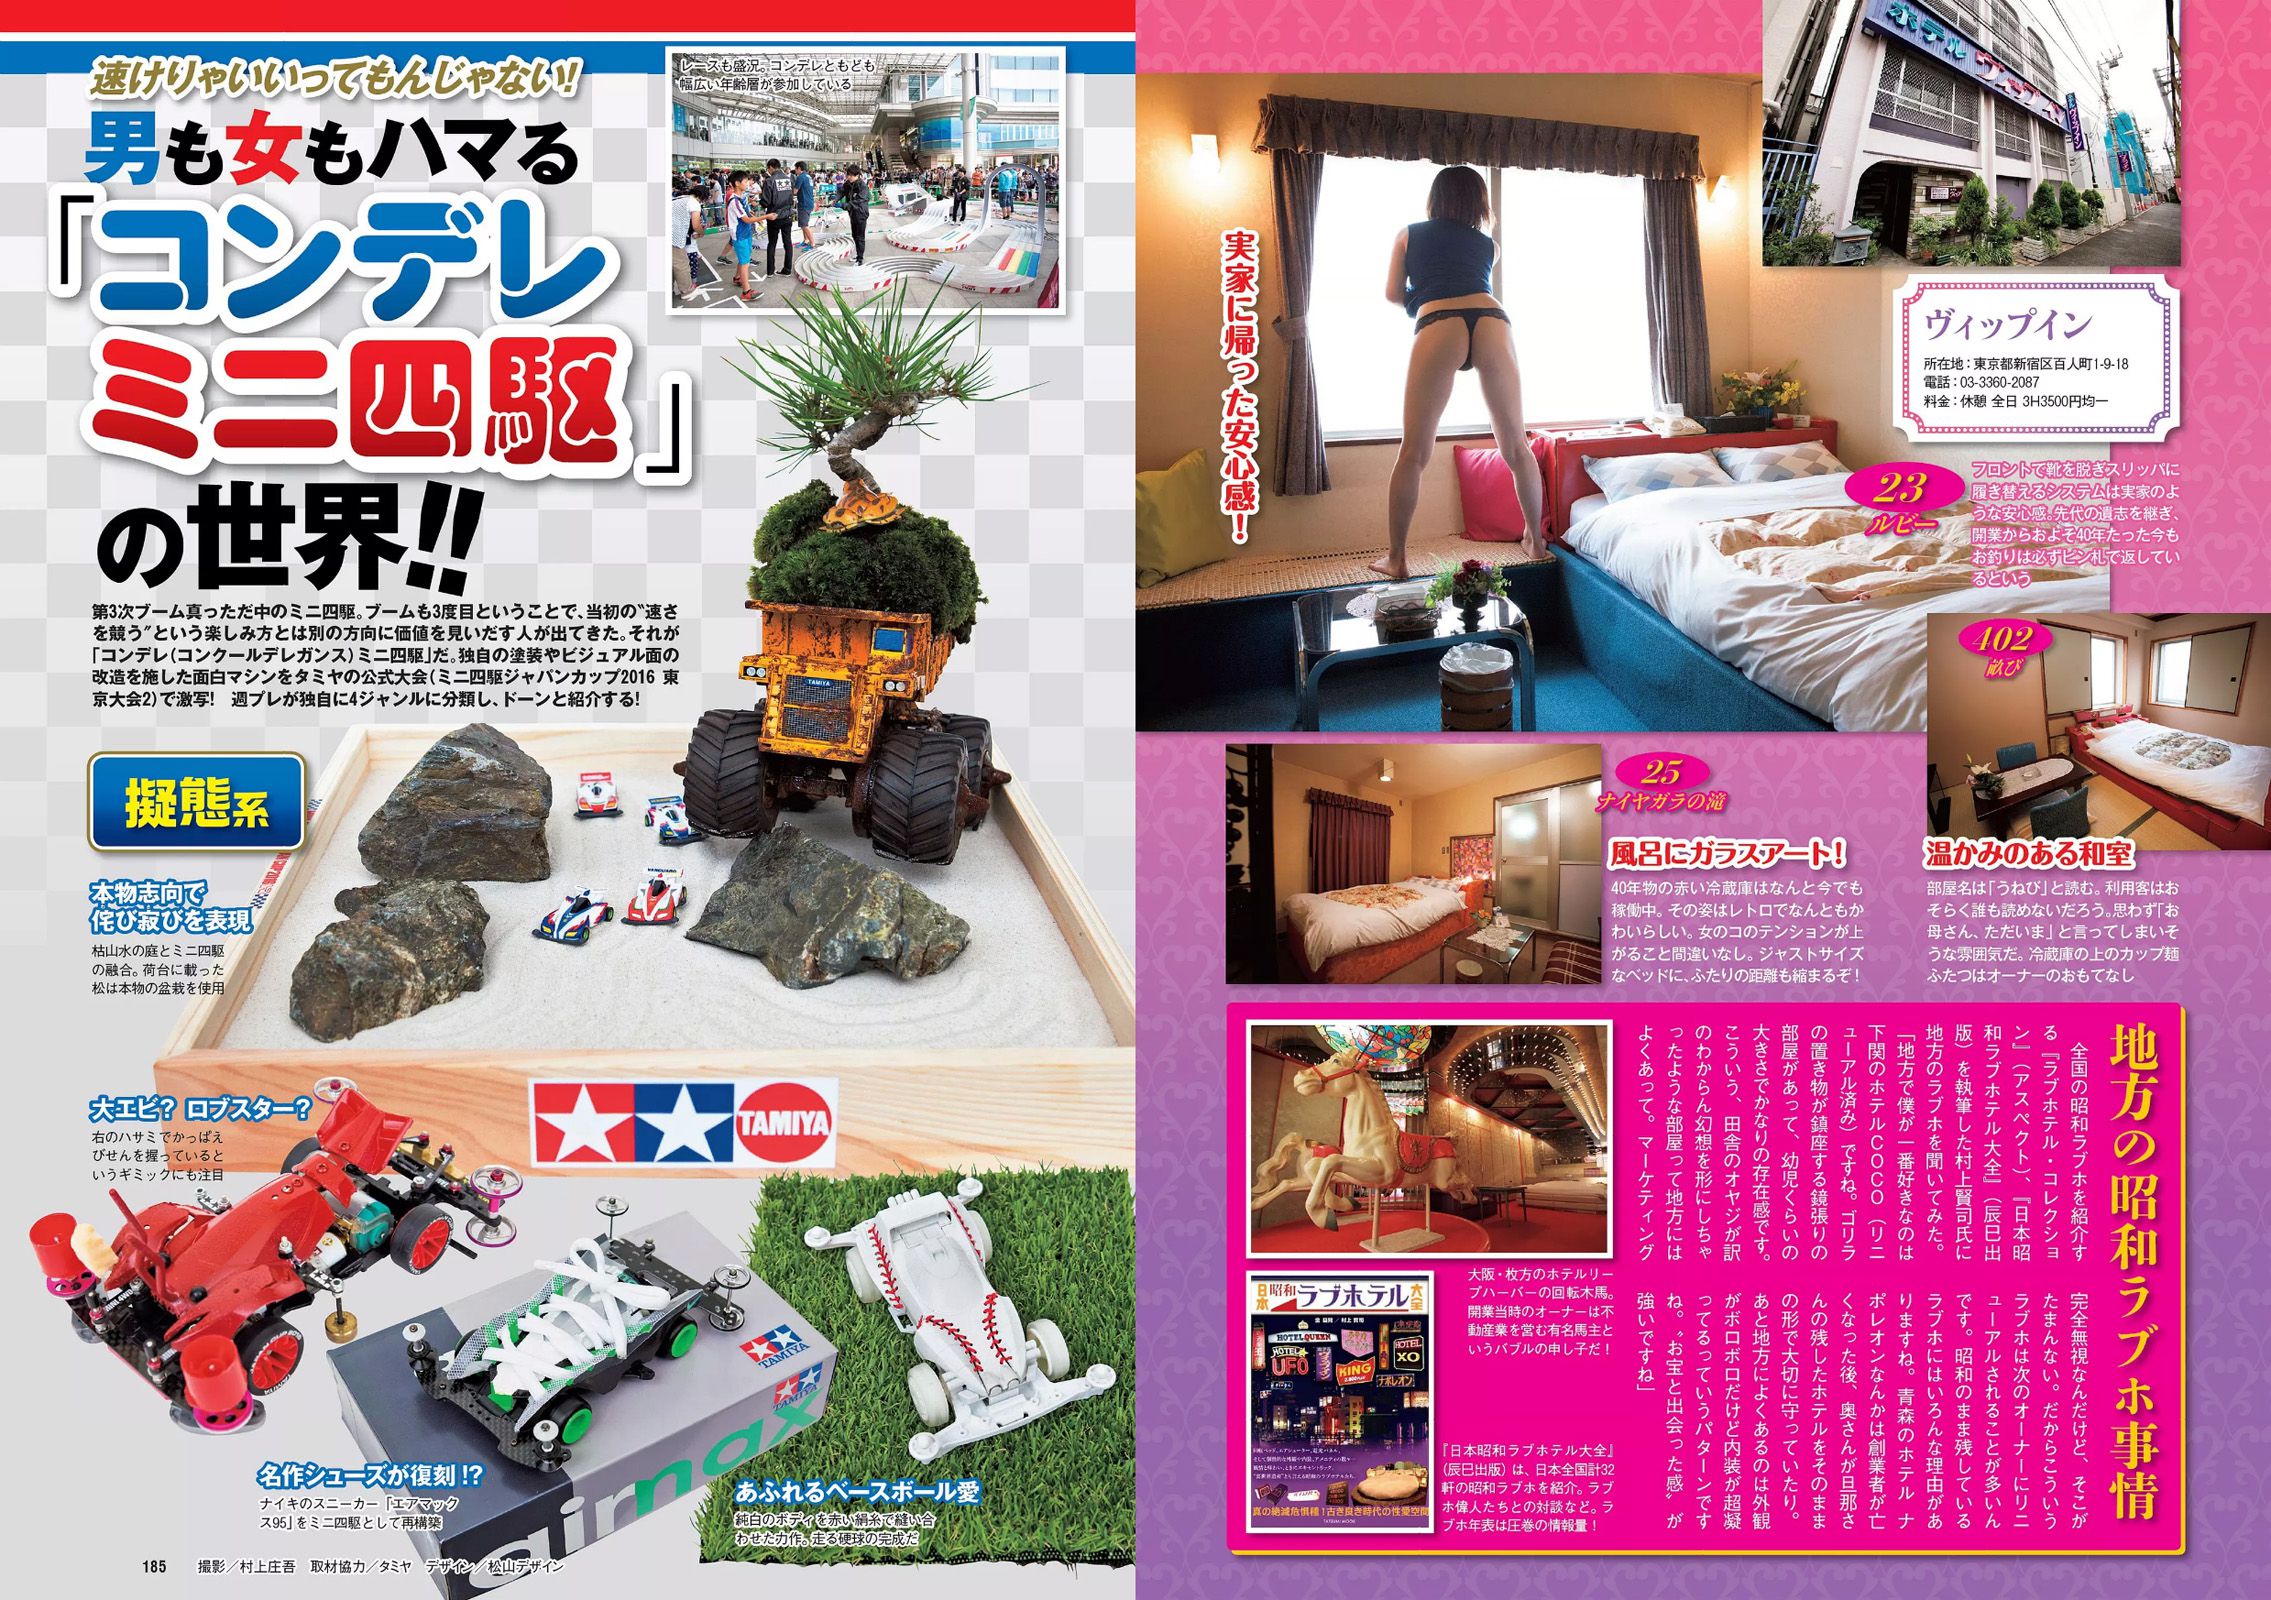 速けりゃいいってもんじゃない!
男も女もハマる
「コンデレ
ミニ四駆」
の世界!!
レースも盛況。コンデレともども
幅広い年齢層が参加している
第3次ブーム真っただ中のミニ四駆。ブームも3度目ということで、当初の〝速さ
を競う〟という楽しみ方とは別の方向に価値を見いだす人が出てきた。それが
「コンデレ(コンクールデレガンス)ミニ四駆」だ。独自の塗装やビジュアル面の
改造を施した面白マシンをタミヤの公式大会(ミニ四駆ジャパンカップ2016 東
京大会2)で激写! 週プレが独自に4ジャンルに分類し、ドーンと紹介する!
擬態系
本物志向で
侘び寂びを表現
枯山水の庭とミニ四駆
の融合。荷台に載った
松は本物の盆栽を使用
TAMIYA
VANGUARD
TAMIYA
大エビ? ロブスター?
右のハサミでかっぱえ
びせんを握っていると
いうギミックにも注目
TAMIYA
TAMIYA
airmax
名作シューズが復刻!?
ナイキのスニーカー「エアマック
ス95」をミニ四駆として再構築
あふれるベースボール愛
純白のボディを赤い絹糸で縫い合
わせた力作。走る硬球の完成だ
185 撮影/村上庄吾 取材協力/タミヤ デザイン/松山デザイン
ホテル ヴィップイン
実家に帰った安心感!
ヴィップイン
所在地:東京都新宿区百人町1-9-18
電話:03-3360-2087
料金:休憩 全日 3H3500円均一
23
ルビー
フロントで靴を脱ぎスリッパに
履き替えるシステムは実家のよ
うな安心感。先代の遺志を継ぎ、
開業からおよそ40年たった今も
お釣りは必ずピン札で返してい
るという
402
畝び
25
ナイヤガラの滝
風呂にガラスアート!
40年物の赤い冷蔵庫はなんと今でも
稼働中。その姿はレトロでなんともか
わいらしい。女のコのテンションが上
がること間違いなし。ジャストサイズ
なベッドに、ふたりの距離も縮まるぞ!
温かみのある和室
部屋名は「うねび」と読む。利用客はお
そらく誰も読めないだろう。思わず「お
母さん、ただいま」と言ってしまいそ
うな雰囲気だ。冷蔵庫の上のカップ麺
ふたつはオーナーのおもてなし
地方の昭和ラブホ事情
全国の昭和ラブホを紹介す
る『ラブホテル・コレクショ
ン』(アスペクト)、『日本昭
和ラブホテル大全』(辰巳出
版)を執筆した村上賢司氏に
地方のラブホを聞いてみた。
「地方で僕が一番好きなのは
下関のホテルCOCO(リニ
ューアル済み)ですね。ゴリラ
の置き物が鎮座する鏡張りの
部屋があって、幼児くらいの
大きさでかなりの存在感です。
こういう、田舎のオヤジが訳
のわからん幻想を形にしちゃ
ったような部屋って地方には
よくあって。マーケティング
完全無視なんだけど、そこが
たまんない。だからこういう
ラブホは次のオーナーにリニ
ューアルされることが多いん
です。昭和のまま残している
ラブホにはいろんな理由があ
りますね。青森のホテル ナ
ポレオンなんかは創業者が亡
くなった後、奥さんが旦那さ
んの残したホテルをそのまま
の形で大切に守っていたり。
あと地方によくあるのは外観
がボロボロだけど内装が超凝
ってるっていうパターンです
ね。〝お宝と出会った感〟が
強いですね」
大阪・枚方のホテルリー
ブハーバーの回転木馬。
開業当時のオーナーは不
動産業を営む有名馬主と
いうバブルの申し子だ!
日本昭和ラブホテル大全
HOTEL QUEEN
HOTEL UFO
KING
HOTEL XO
ナポレオン
真の絶滅危惧種!古き良き時代の性愛空間
『日本昭和ラブホテル大全』
(辰巳出版)は、日本全国計32
軒の昭和ラブホを紹介。ラブ
ホ偉人たちとの対談など。ラ
ブホ年表は圧巻の情報量!